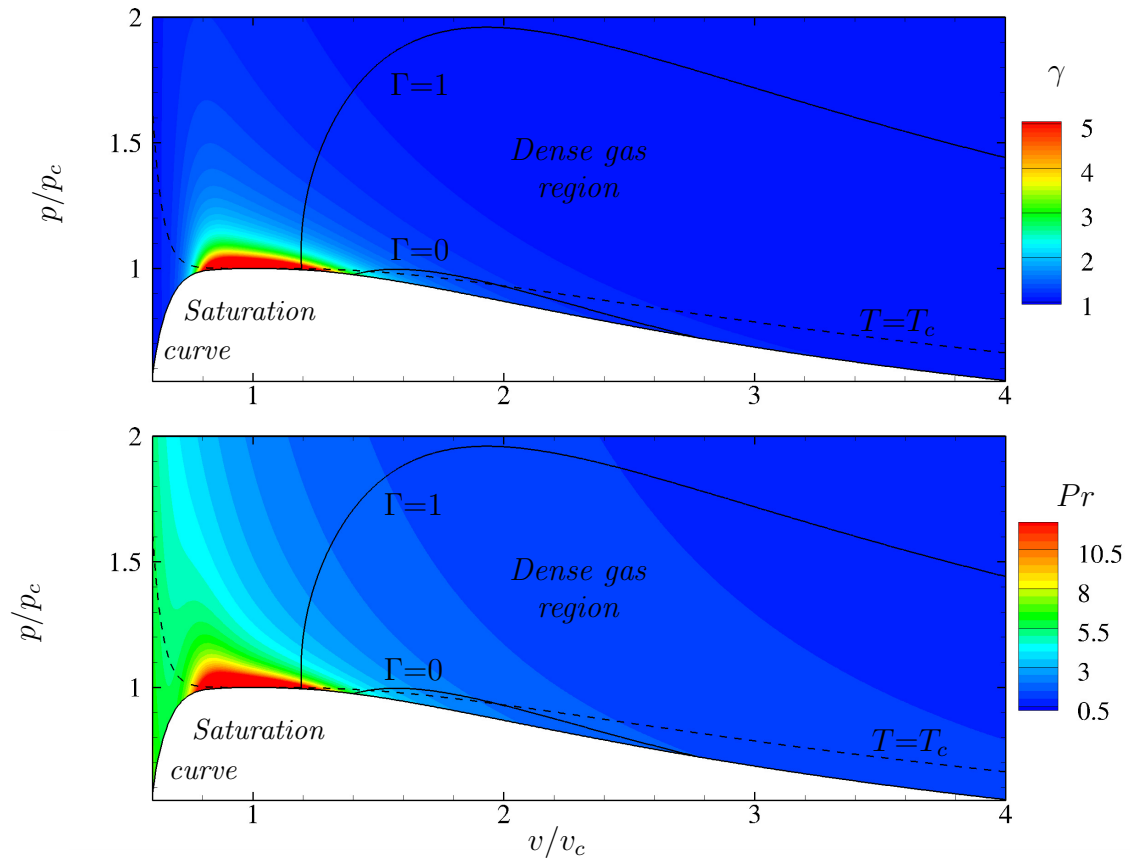 2
1.5
1
p/p_c
Γ=1
Dense gas
region
Γ=0
Saturation
curve
T=T_c
1
2
3
4
γ
5
4
3
2
1
2
1.5
1
p/p_c
Γ=1
Dense gas
region
Γ=0
Saturation
curve
T=T_c
1
2
3
4
v/v_c
Pr
10.5
8
5.5
3
0.5